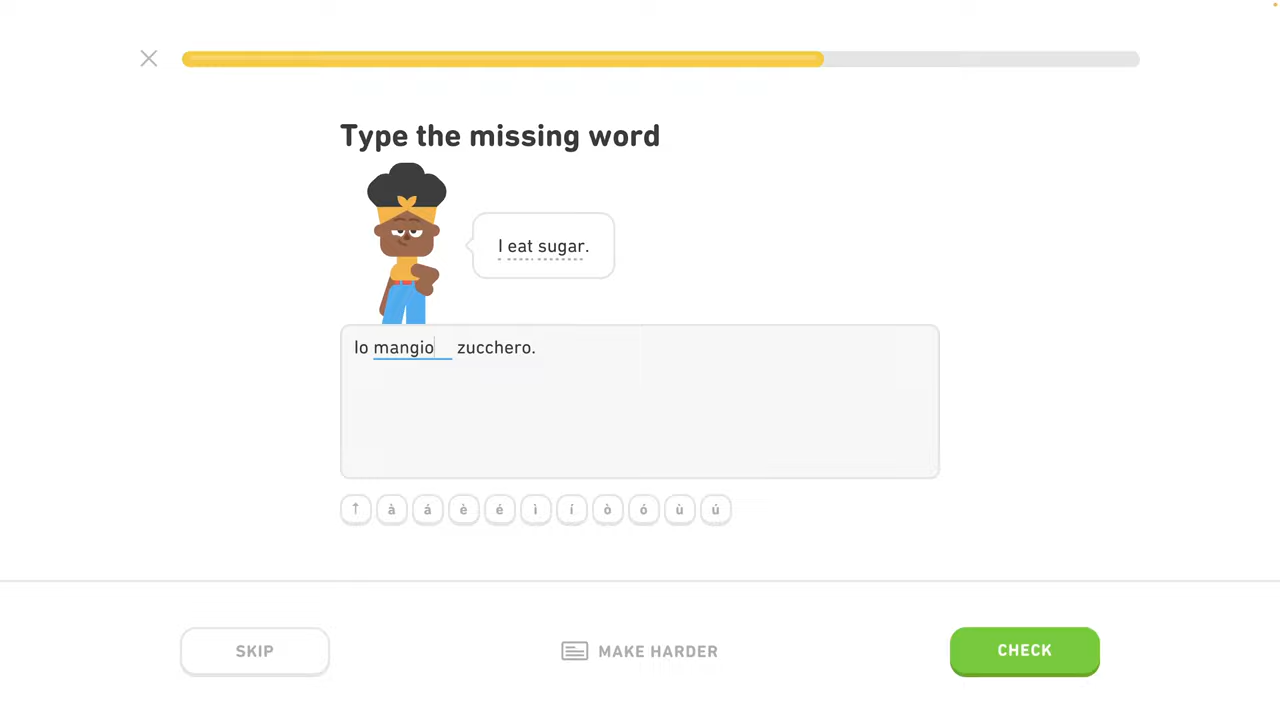 Type the missing word
I eat sugar.
Io mangio zucchero.
↑ à á è é ì í ò ó ù ú
SKIP
MAKE HARDER
CHECK